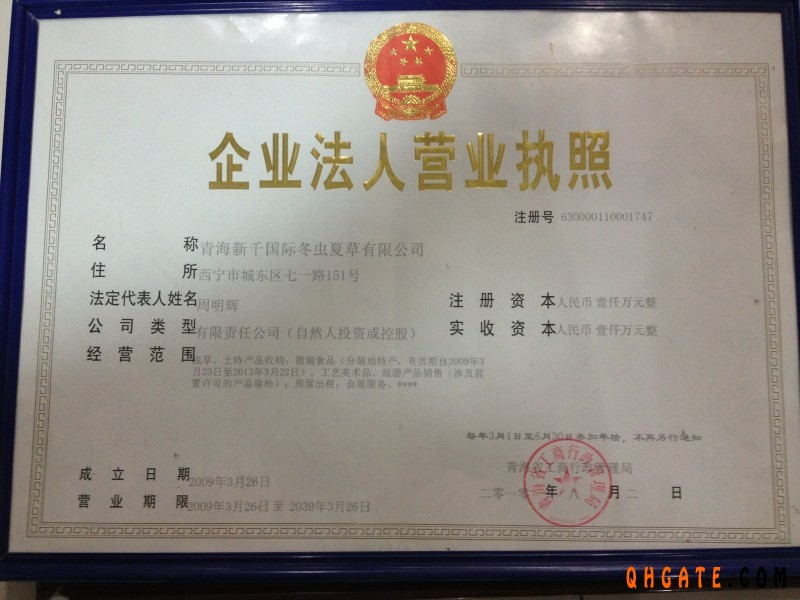 企业法人营业执照
注册号 630000110001747
名称 青海新千国际冬虫夏草有限公司
住所 西宁市城东区七一路151号
法定代表人姓名 周明辉
注册资本 人民币 壹仟万元整
公司类型 有限责任公司（自然人投资或控股）
实收资本 人民币 壹仟万元整
经营范围 虫草、土特产品收购；散装食品（分装地特产，有效期自2009年3
月23日至2013年3月22日）；工艺美术品、旅游产品销售（涉及前
置许可的产品除外）；房屋出租；会展服务。****
每年3月1日至6月30日参加年检，不再另行通知
成立日期 2009年3月26日
青海省工商行政管理局
营业期限 2009年3月26日 至 2039年3月26日
二零一零 年 八 月 二 日
QHGATE.COM